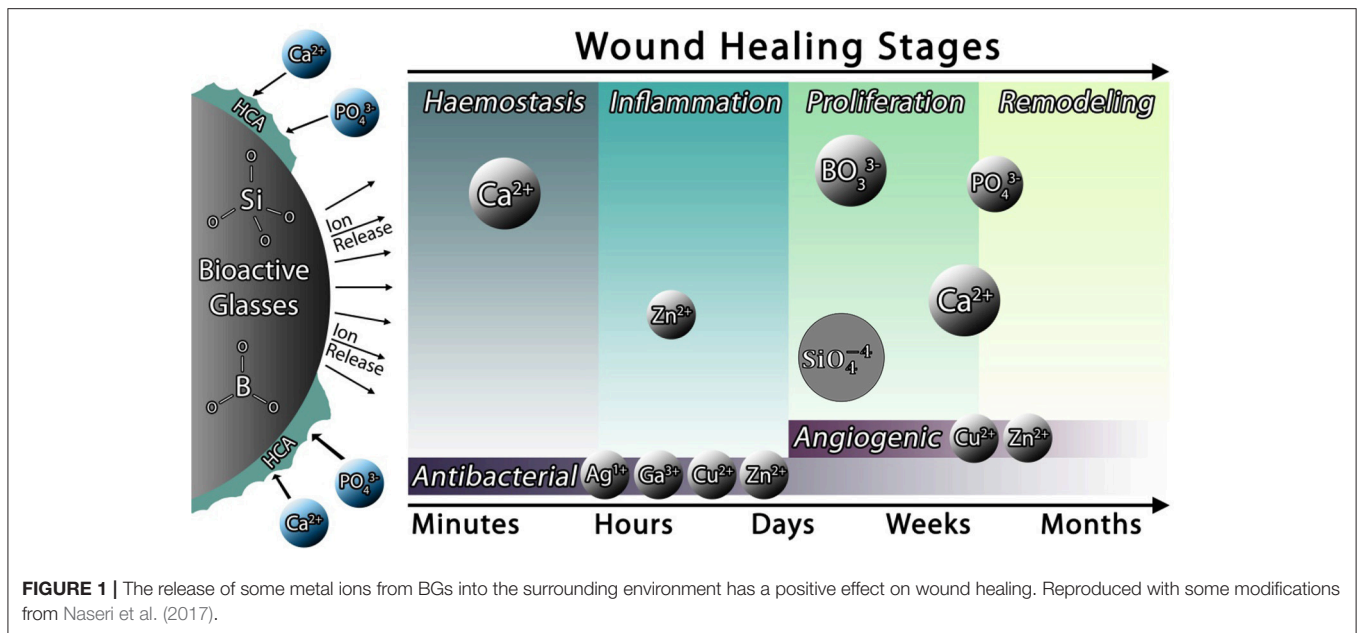 Wound Healing Stages
Haemostasis
Inflammation
Proliferation
Remodeling
Ca²⁺
PO₄³⁻
HCA
O
Si
O
O
O
Bioactive
Glasses
O
B
O
O
HCA
PO₄³⁻
Ca²⁺
Ion
Release
Ion
Release
Ca²⁺
Zn²⁺
BO₃³⁻
PO₄³⁻
Ca²⁺
SiO₄⁻⁴
Angiogenic Cu²⁺ Zn²⁺
Antibacterial Ag¹⁺ Ga³⁺ Cu²⁺ Zn²⁺
Minutes Hours Days Weeks Months
FIGURE 1 | The release of some metal ions from BGs into the surrounding environment has a positive effect on wound healing. Reproduced with some modifications
from Naseri et al. (2017).